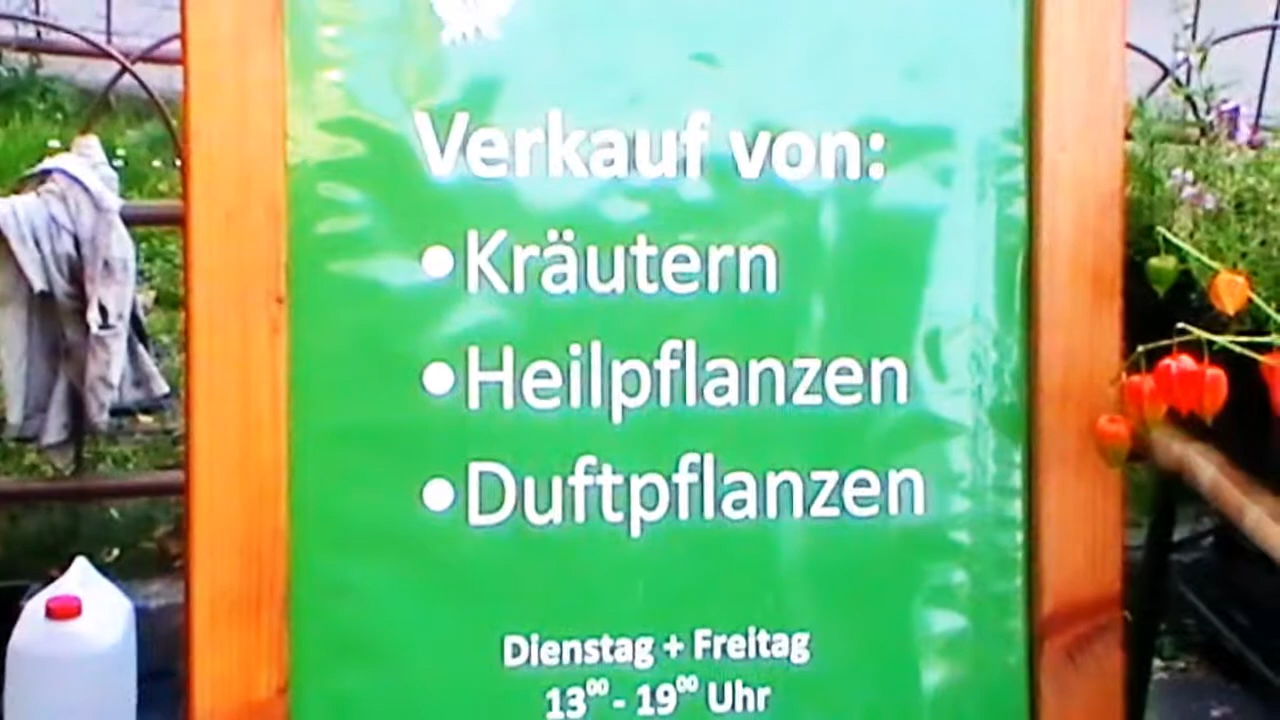 Verkauf von:
•Kräutern
•Heilpflanzen
•Duftpflanzen
Dienstag + Freitag
13⁰⁰ - 19⁰⁰ Uhr